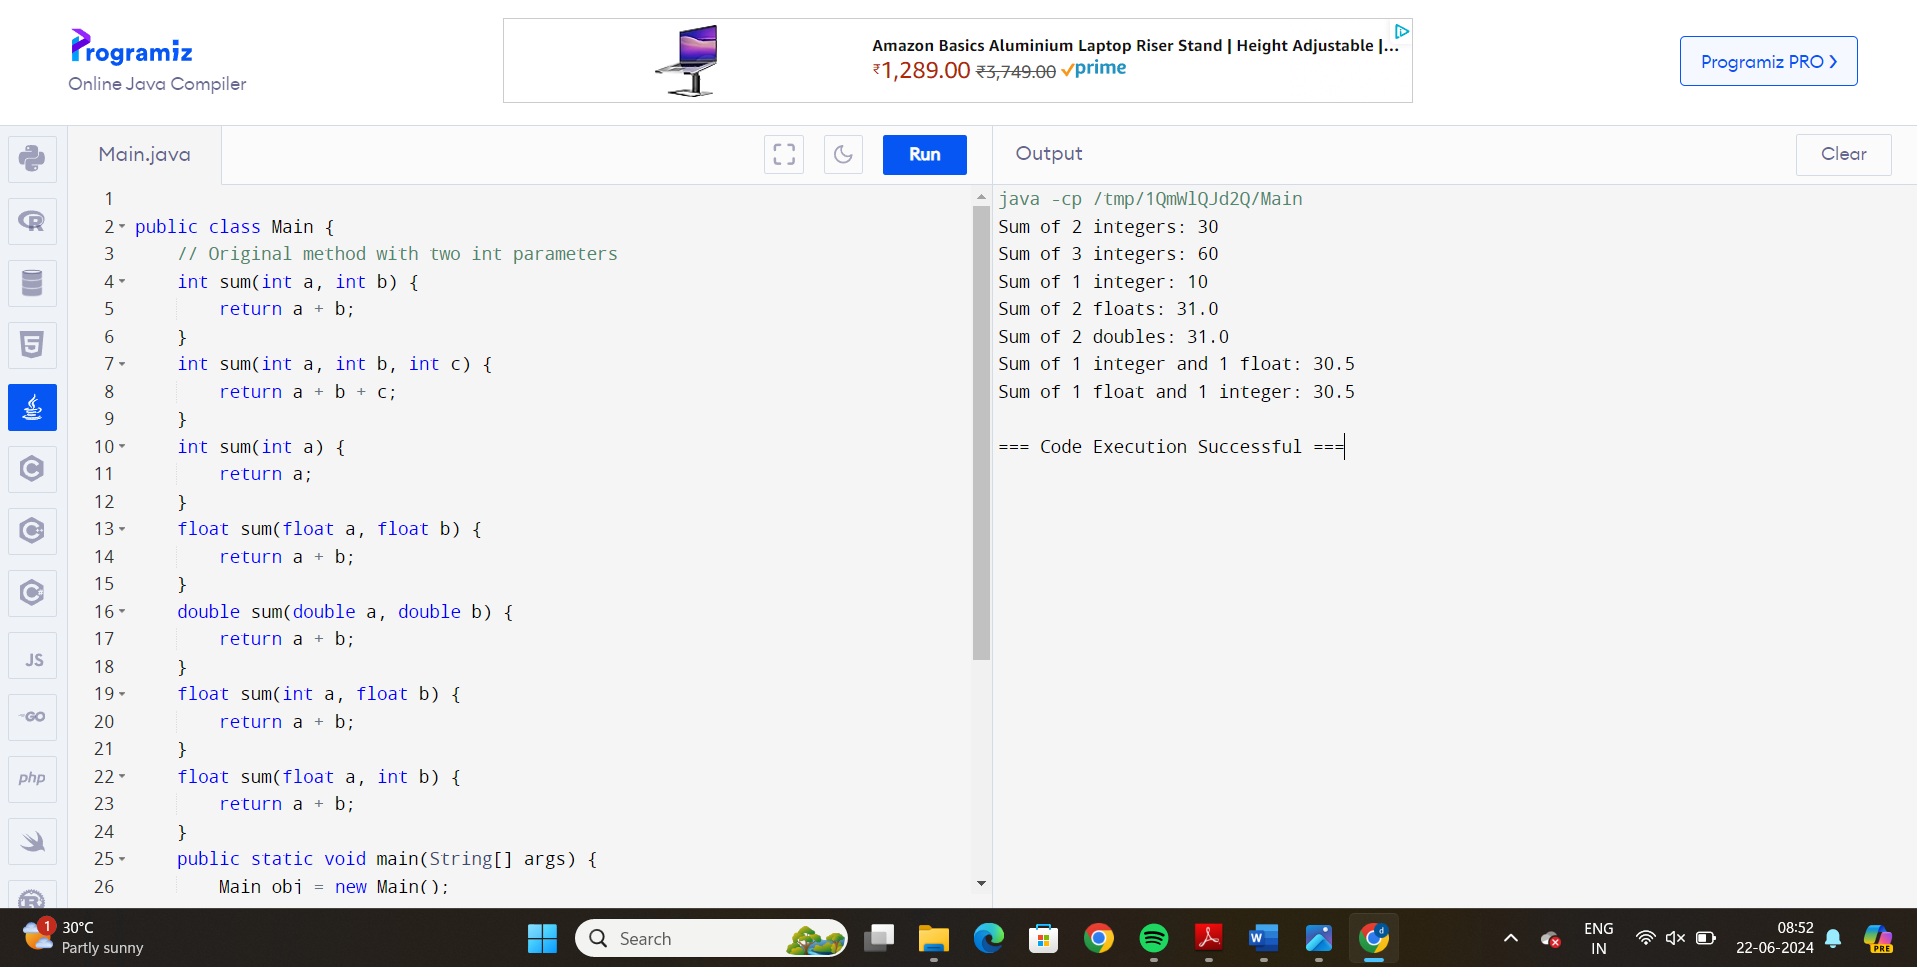 Programiz
Online Java Compiler
Amazon Basics Aluminium Laptop Riser Stand | Height Adjustable |...
₹1,289.00 ₹3,749.00 prime
Programiz PRO ❯
Main.java
Run
Output
Clear
1
2 public class Main {
3 // Original method with two int parameters
4 int sum(int a, int b) {
5 return a + b;
6 }
7 int sum(int a, int b, int c) {
8 return a + b + c;
9 }
10 int sum(int a) {
11 return a;
12 }
13 float sum(float a, float b) {
14 return a + b;
15 }
16 double sum(double a, double b) {
17 return a + b;
18 }
19 float sum(int a, float b) {
20 return a + b;
21 }
22 float sum(float a, int b) {
23 return a + b;
24 }
25 public static void main(String[] args) {
26 Main obj = new Main();
java -cp /tmp/1QmWlQJd2Q/Main
Sum of 2 integers: 30
Sum of 3 integers: 60
Sum of 1 integer: 10
Sum of 2 floats: 31.0
Sum of 2 doubles: 31.0
Sum of 1 integer and 1 float: 30.5
Sum of 1 float and 1 integer: 30.5
=== Code Execution Successful ===
R
5
C
C
C
JS
GO
php
R
1
30°C
Partly sunny
Search
W
d
ENG
IN
08:52
22-06-2024
PRE